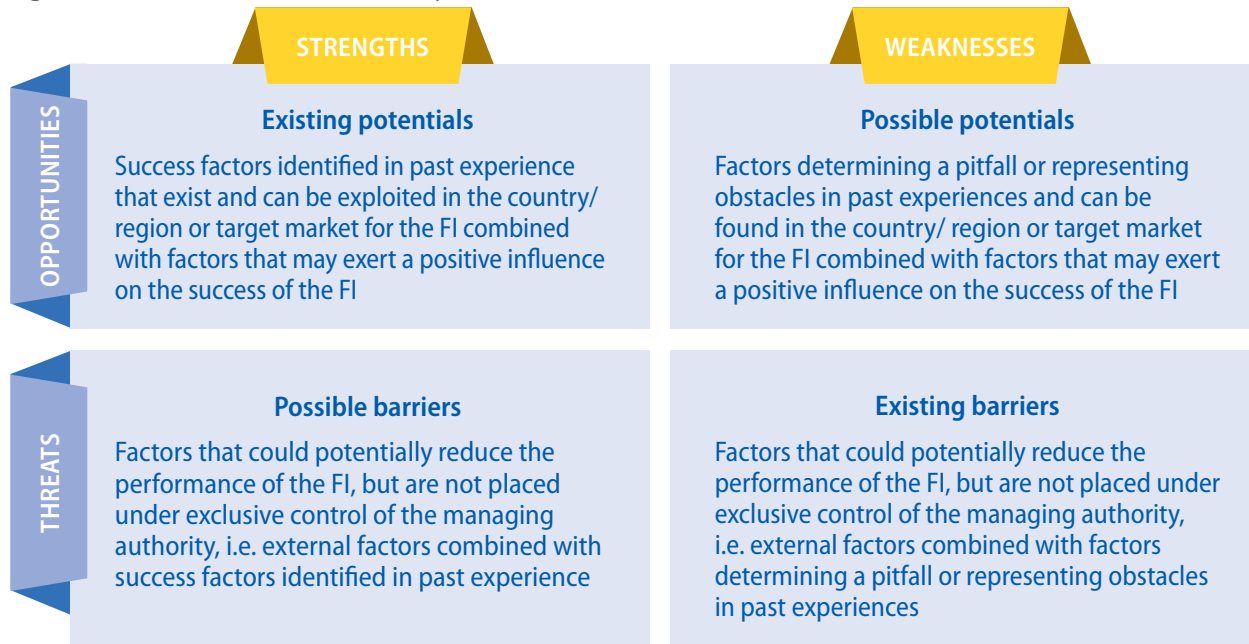 STRENGTHS
WEAKNESSES
OPPORTUNITIES
Existing potentials
Success factors identified in past experience
that exist and can be exploited in the country/
region or target market for the FI combined
with factors that may exert a positive influence
on the success of the FI
Possible potentials
Factors determining a pitfall or representing
obstacles in past experiences and can be
found in the country/ region or target market
for the FI combined with factors that may exert
a positive influence on the success of the FI
THREATS
Possible barriers
Factors that could potentially reduce the
performance of the FI, but are not placed
under exclusive control of the managing
authority, i.e. external factors combined with
success factors identified in past experience
Existing barriers
Factors that could potentially reduce the
performance of the FI, but are not placed under
exclusive control of the managing authority,
i.e. external factors combined with factors
determining a pitfall or representing obstacles
in past experiences